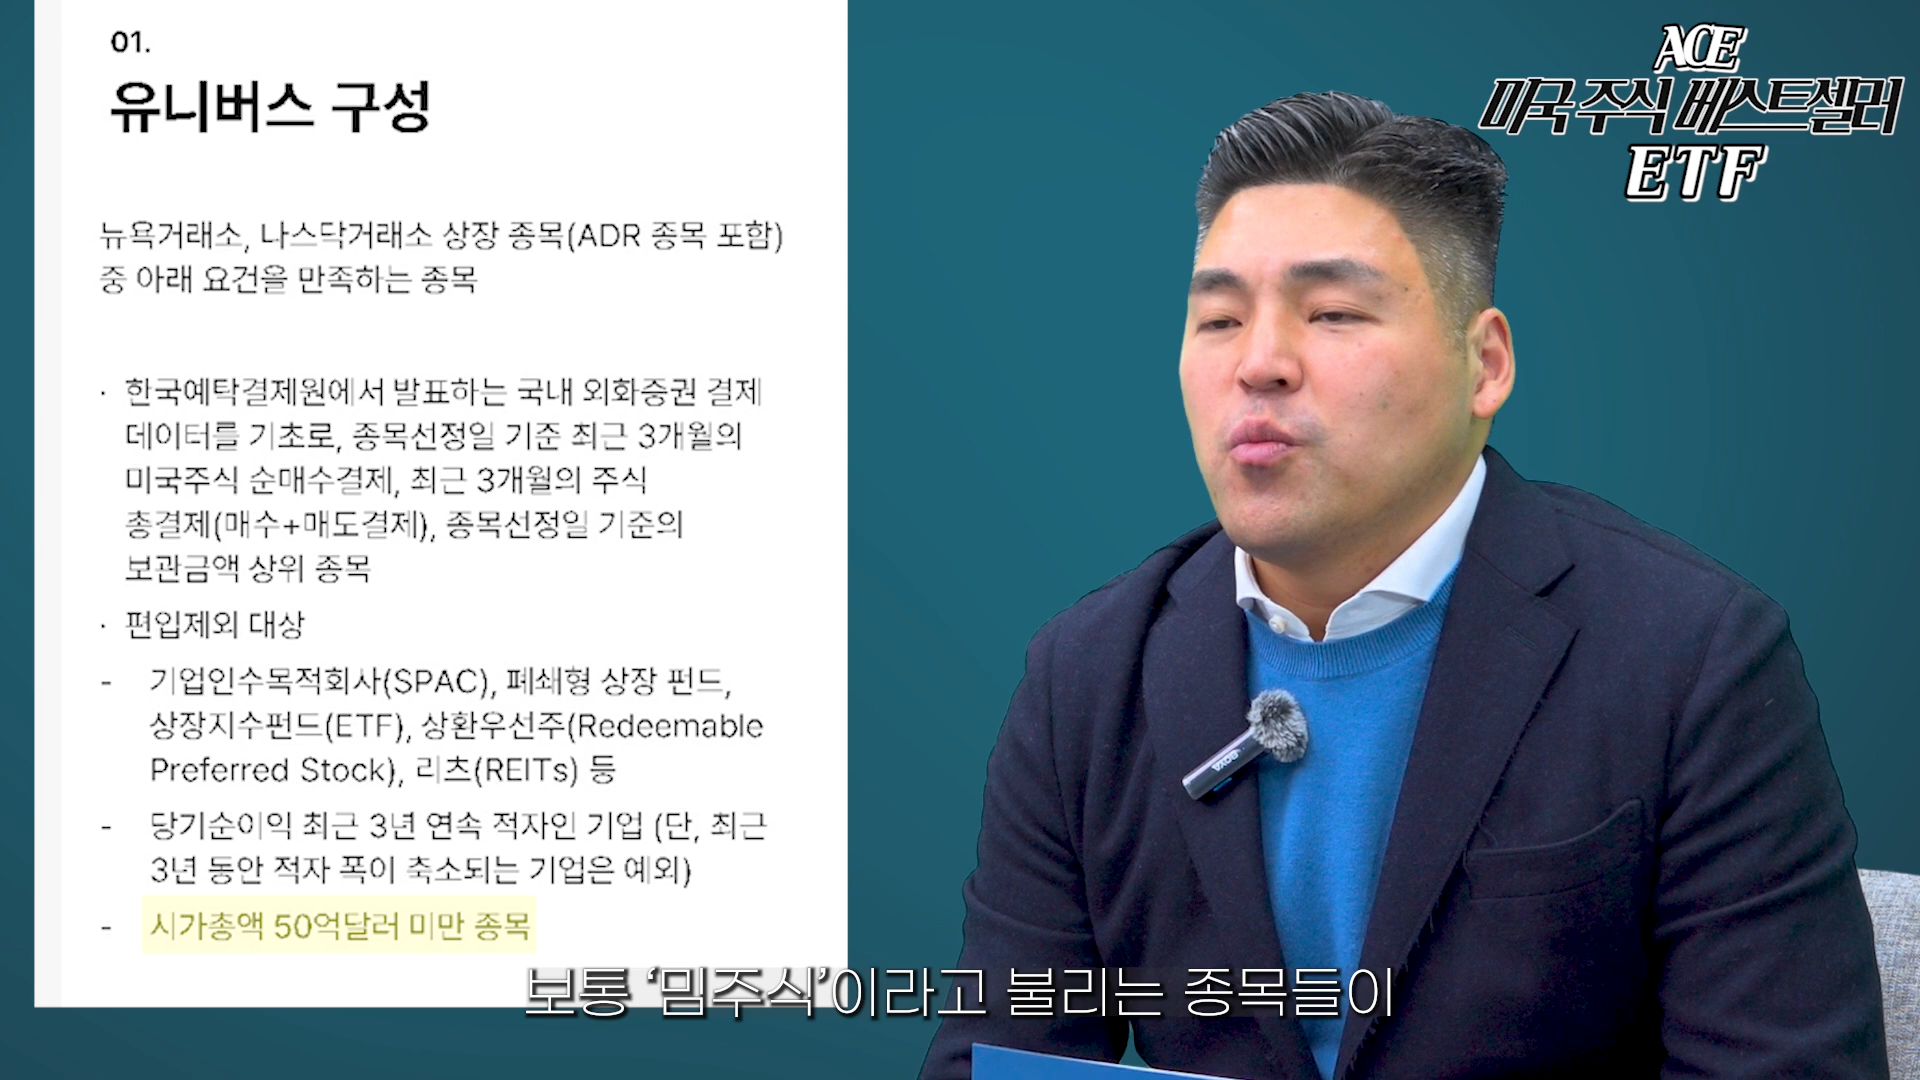 01.
유니버스 구성
뉴욕거래소, 나스닥거래소 상장 종목(ADR 종목 포함)
중 아래 요건을 만족하는 종목
· 한국예탁결제원에서 발표하는 국내 외화증권 결제
데이터를 기초로, 종목선정일 기준 최근 3개월의
미국주식 순매수결제, 최근 3개월의 주식
총결제(매수+매도결제), 종목선정일 기준의
보관금액 상위 종목
· 편입제외 대상
- 기업인수목적회사(SPAC), 폐쇄형 상장 펀드,
상장지수펀드(ETF), 상환우선주(Redeemable
Preferred Stock), 리츠(REITs) 등
- 당기순이익 최근 3년 연속 적자인 기업 (단, 최근
3년 동안 적자 폭이 축소되는 기업은 예외)
- 시가총액 50억달러 미만 종목
ACE
미국 주식 베스트셀러
ETF
BOYA
보통 ‘밈주식’이라고 불리는 종목들이